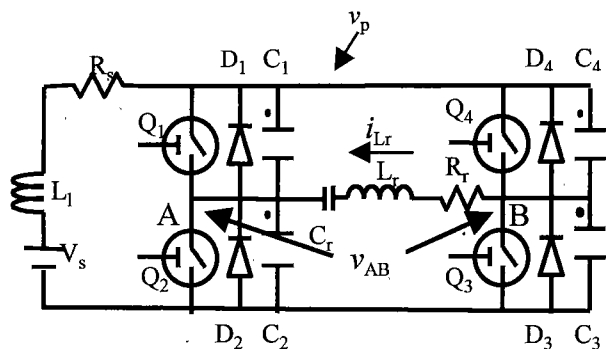 v_p
R_s
D_1 C_1
D_4 C_4
Q_1
Q_4
i_Lr
L_r
R_r
L_1
A
B
V_s
C_r
v_AB
Q_2
Q_3
D_2 C_2
D_3 C_3